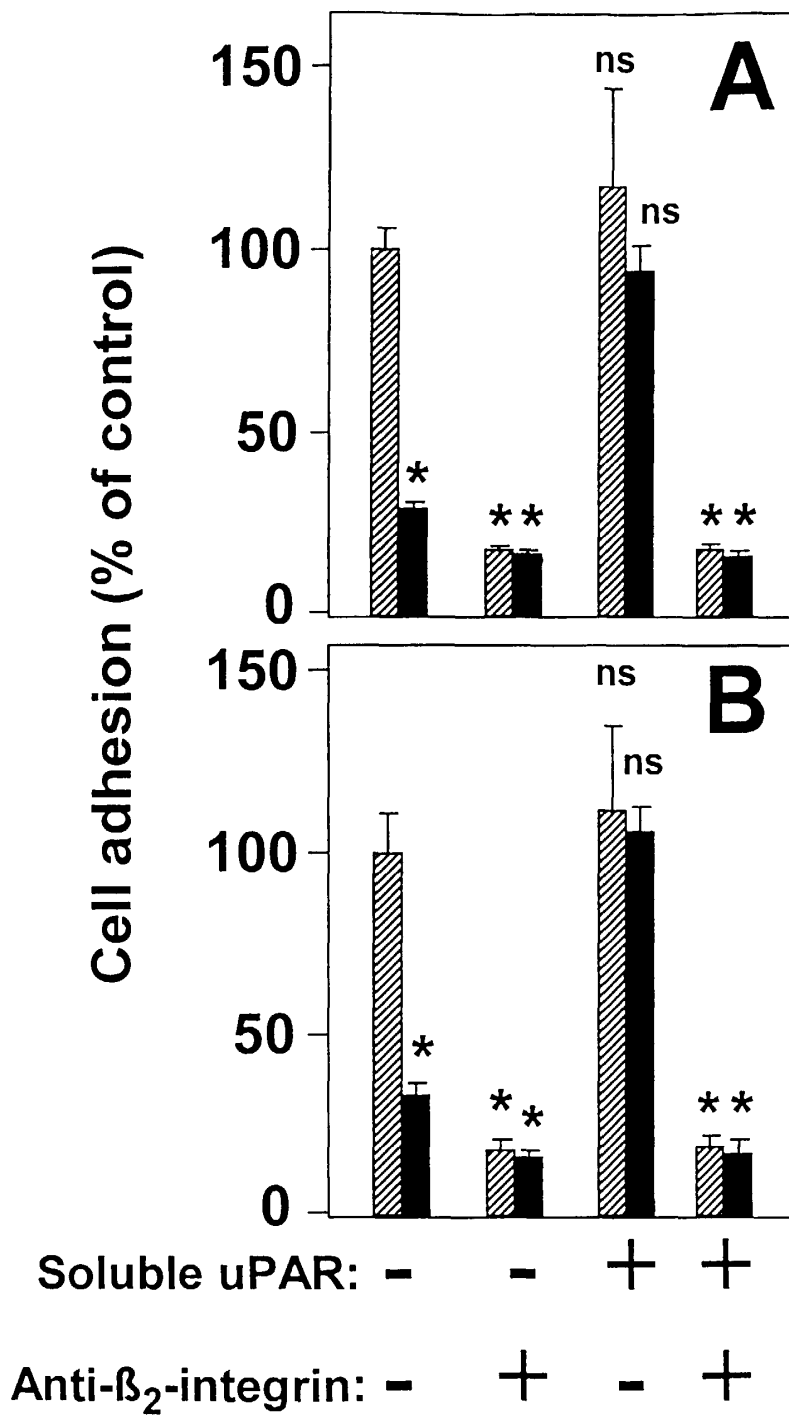 A
150
100
50
0
ns
ns
*
* *
* *
B
150
100
50
0
ns
ns
*
* *
* *
Cell adhesion (% of control)
Soluble uPAR: - - + +
Anti-ß₂-integrin: - + - +